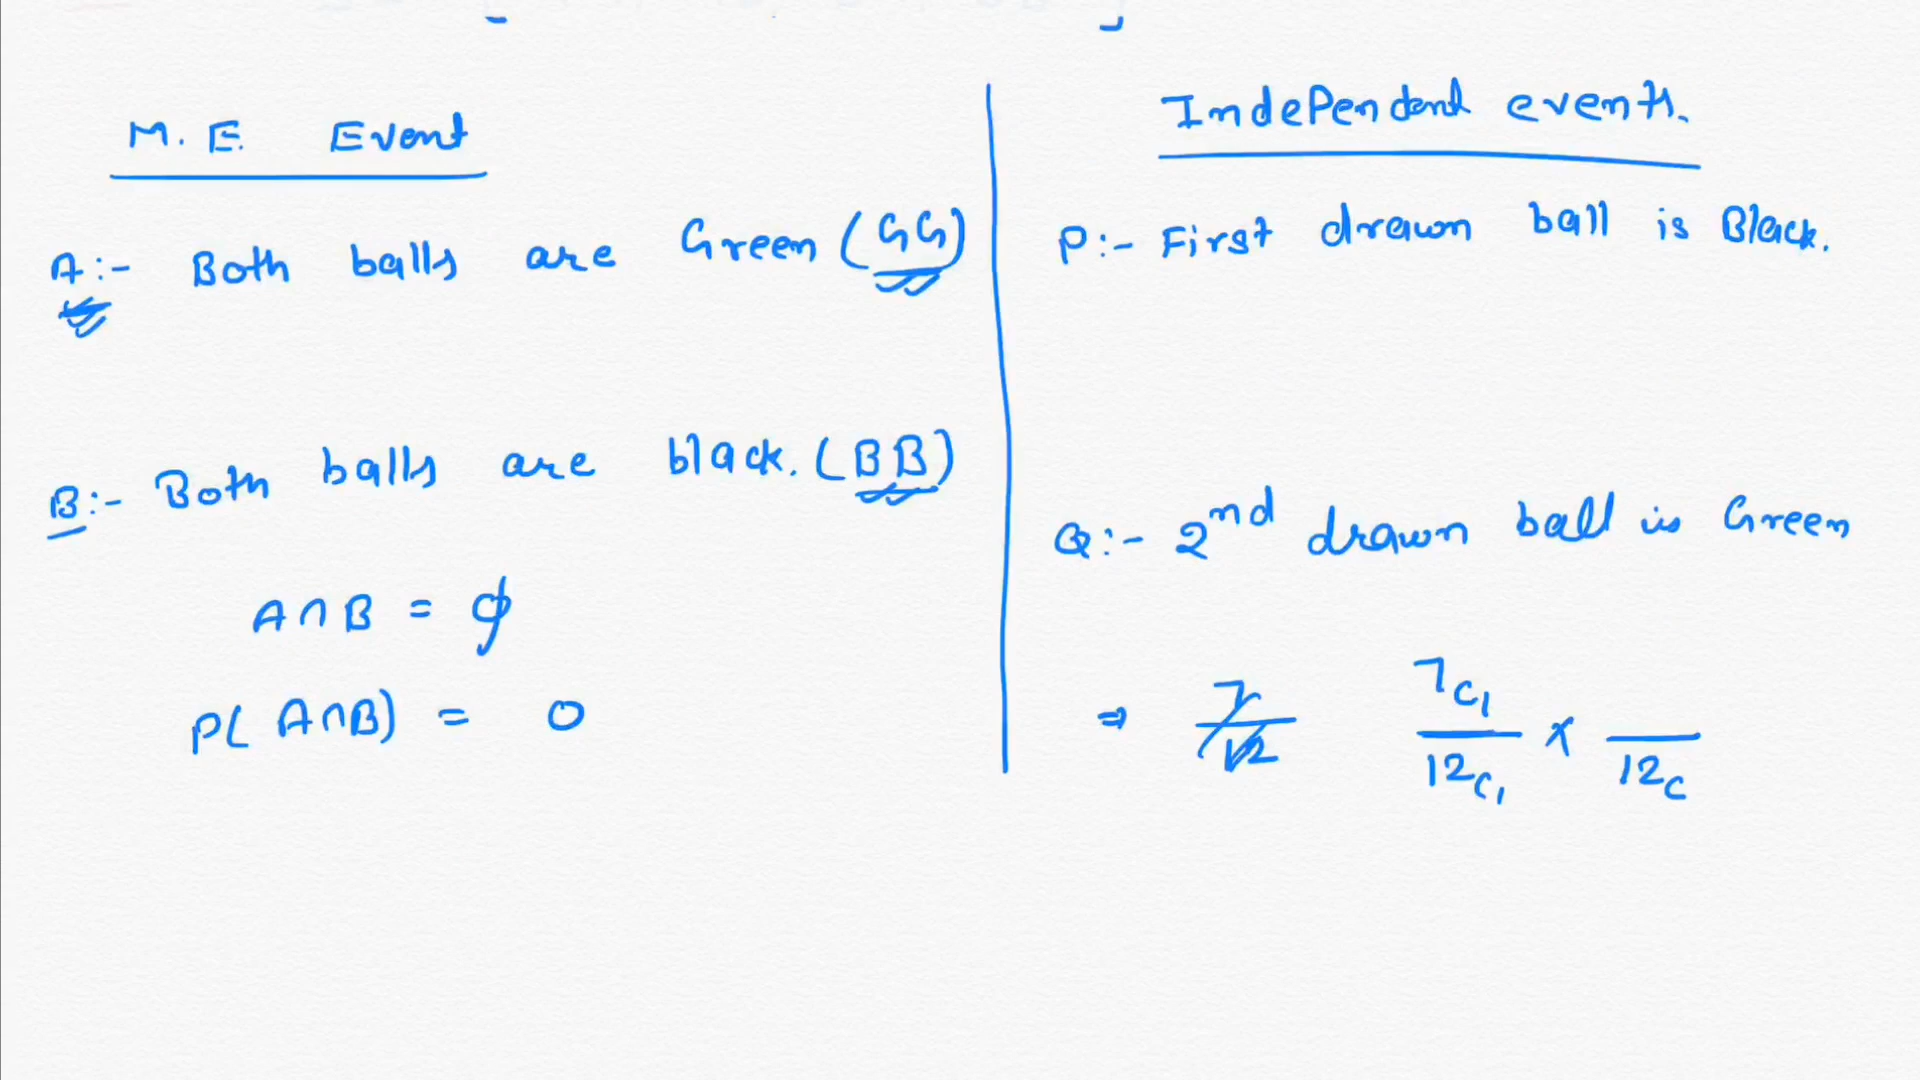 M. E. Event
A:- Both balls are Green (GG)
B:- Both balls are black. (BB)
A∩B = ϕ
P( A∩B) = 0
Independent events.
P:- First drawn ball is Black.
Q:- 2nd drawn ball is Green
⇒ 7/12 7C1/12C1 × /12C